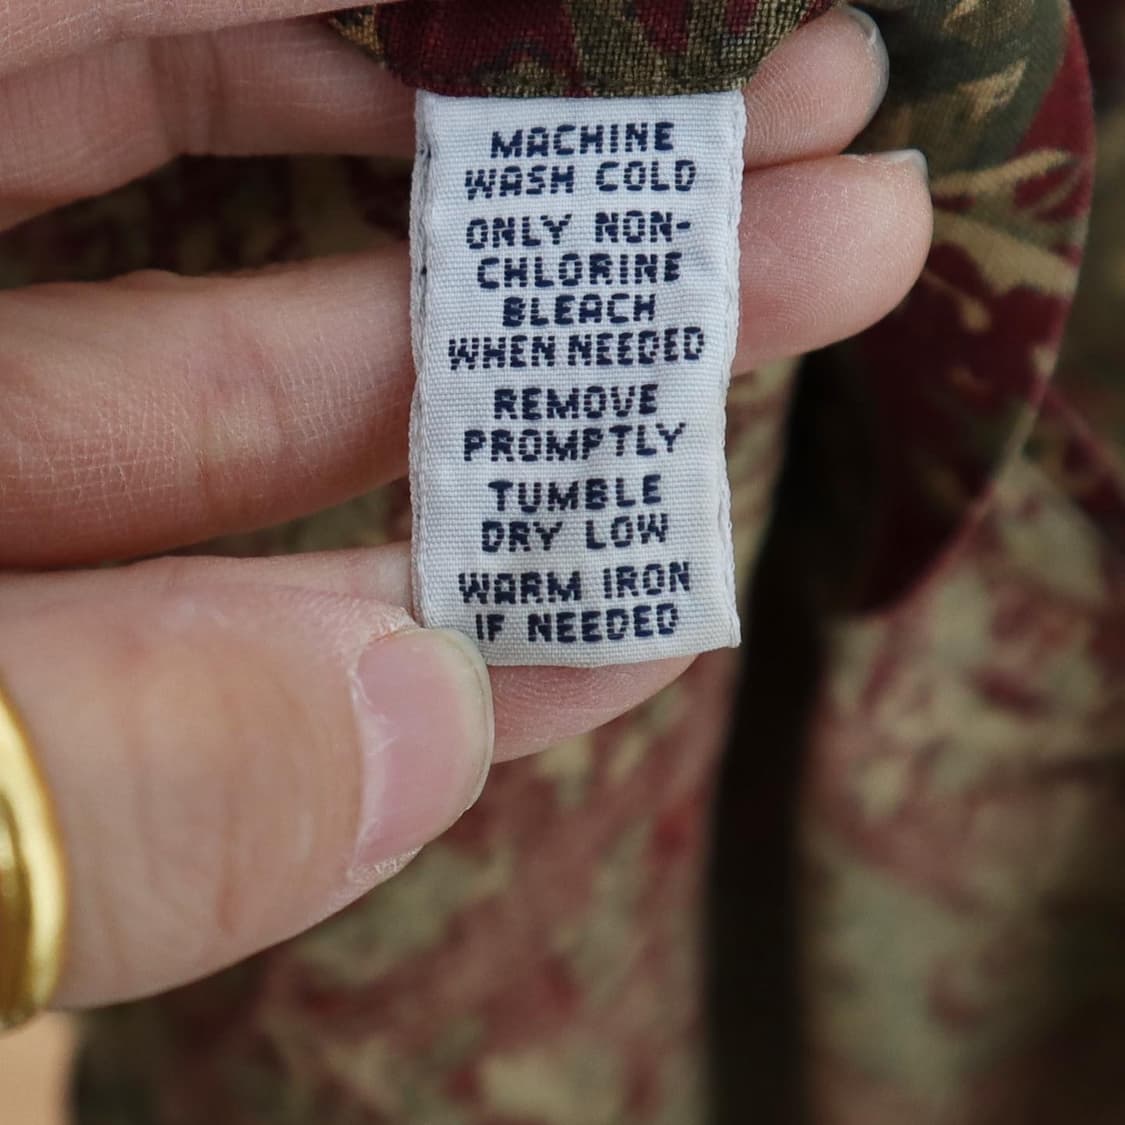 MACHINE
WASH COLD
ONLY NON-
CHLORINE
BLEACH
WHEN NEEDED
REMOVE
PROMPTLY
TUMBLE
DRY LOW
WARM IRON
IF NEEDED